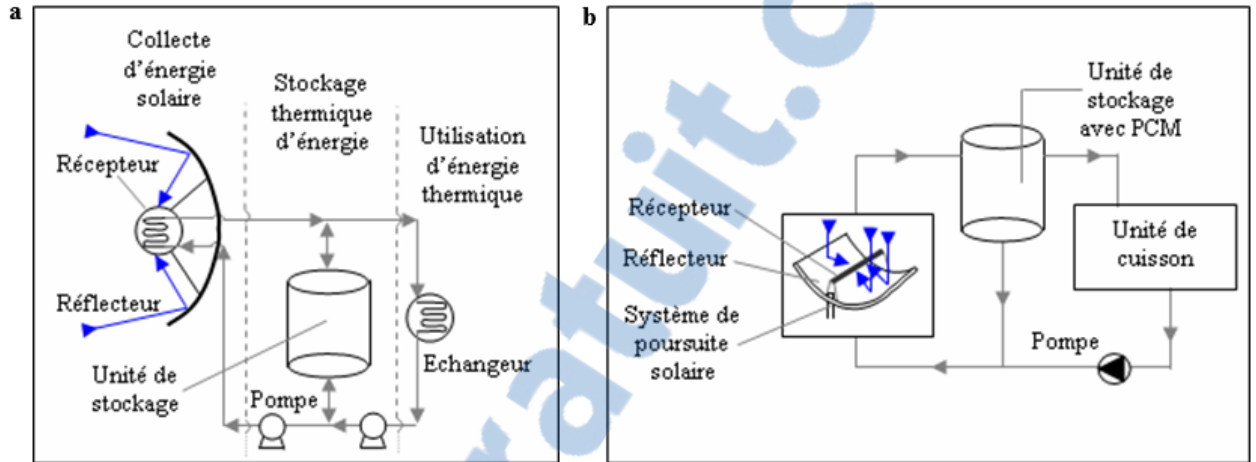 a
Collecte
d'énergie
solaire
Stockage
thermique
d'énergie
Utilisation
d'énergie
thermique
Récepteur
Réflecteur
Unité de
stockage
Pompe
Echangeur
b
Unité de
stockage
avec PCM
Récepteur
Réflecteur
Système de
poursuite
solaire
Unité de
cuisson
Pompe
ratuit.c